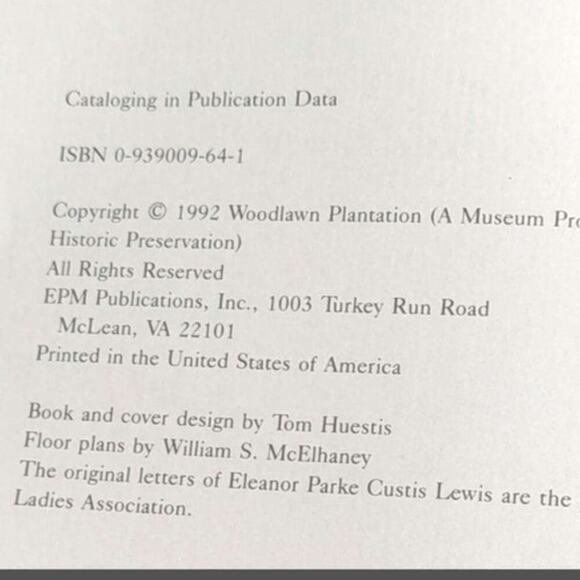 Cataloging in Publication Data
ISBN 0-939009-64-1
Copyright © 1992 Woodlawn Plantation (A Museum Pro
Historic Preservation)
All Rights Reserved
EPM Publications, Inc., 1003 Turkey Run Road
McLean, VA 22101
Printed in the United States of America
Book and cover design by Tom Huestis
Floor plans by William S. McElhaney
The original letters of Eleanor Parke Custis Lewis are the
Ladies Association.